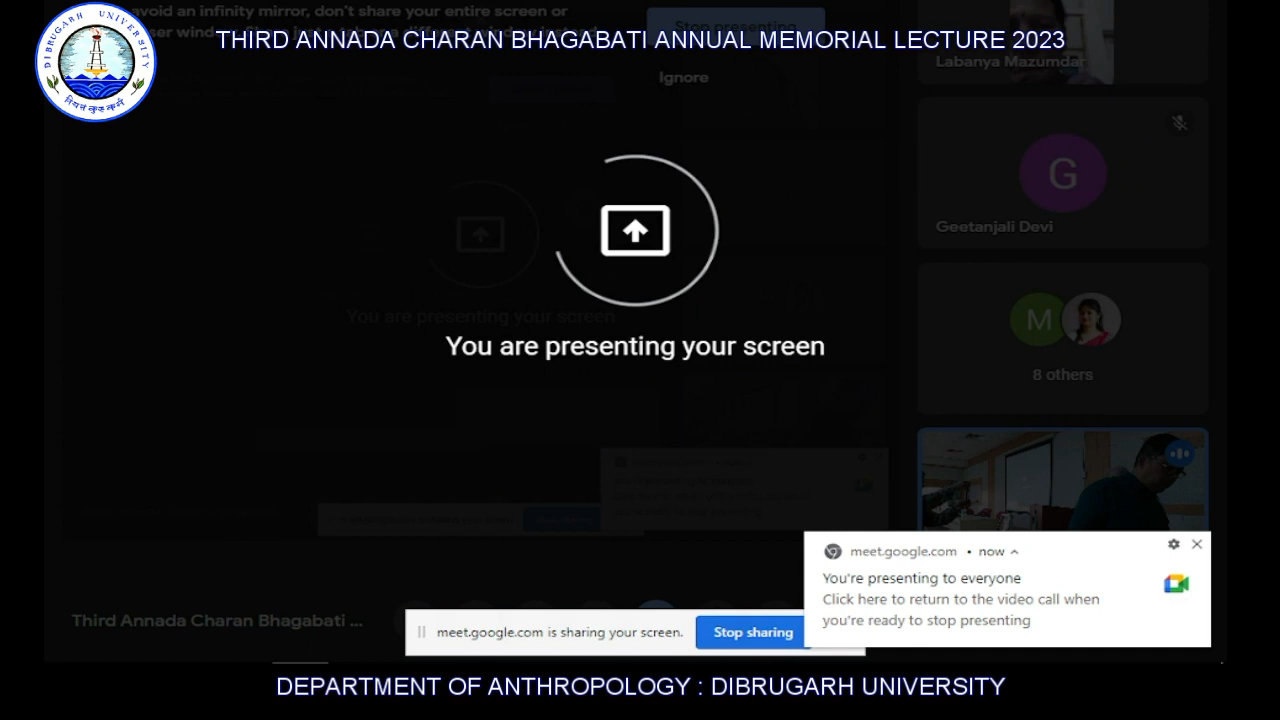 avoid an infinity mirror, don't share your entire screen or
Stop presenting
THIRD ANNADA CHARAN BHAGABATI ANNUAL MEMORIAL LECTURE 2023
DIBRUGARH UNIVERSITY
Labanya Mazumdar
Ignore
G
Geetanjali Devi
You are presenting your screen
You are presenting your screen
M
8 others
meet.google.com • now
You're presenting to everyone
Click here to return to the video call when
you're ready to stop presenting
Third Annada Charan Bhagabati ...
meet.google.com is sharing your screen.
Stop sharing
DEPARTMENT OF ANTHROPOLOGY : DIBRUGARH UNIVERSITY